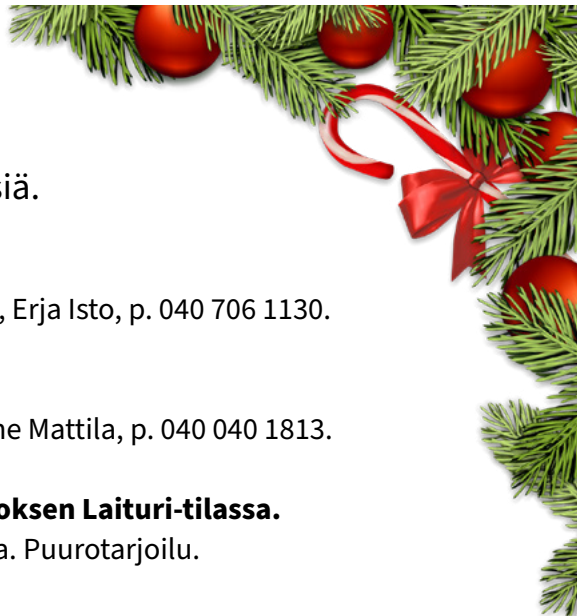 siä.
, Erja Isto, p. 040 706 1130.
ne Mattila, p. 040 040 1813.
oksen Laituri-tilassa.
a. Puurotarjoilu.